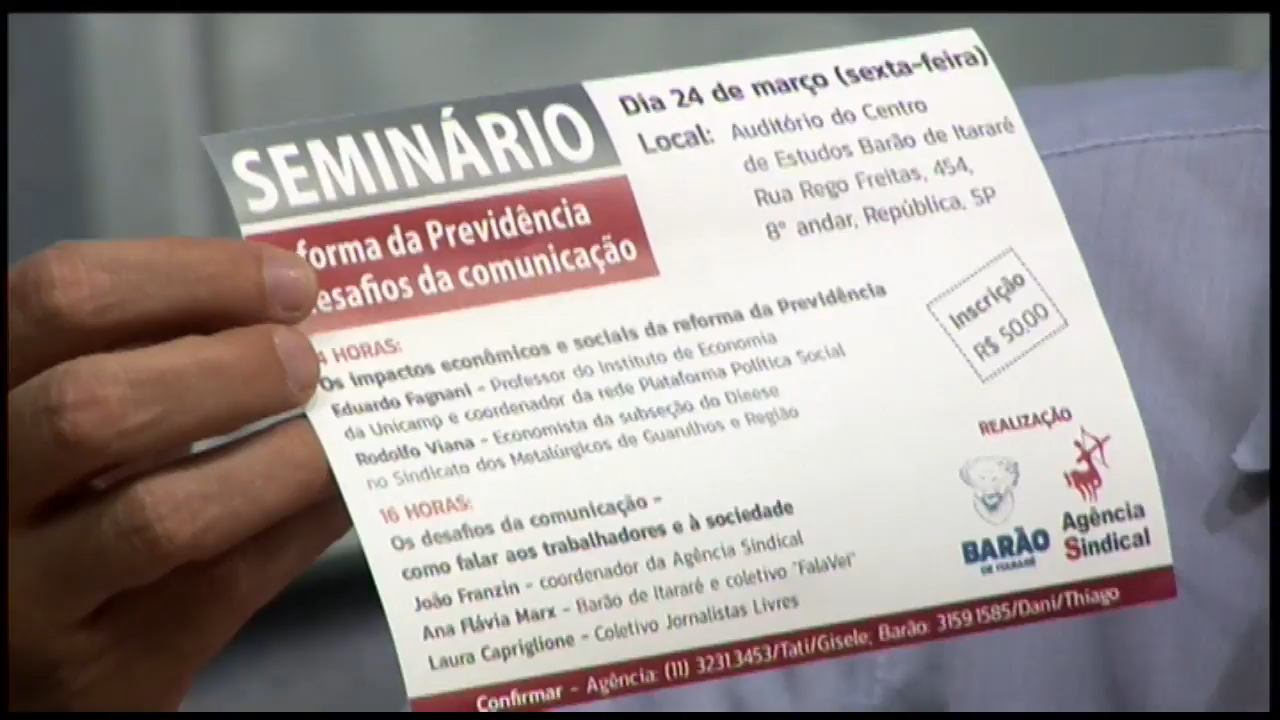 SEMINÁRIO
forma da Previdência
esafios da comunicação
Dia 24 de março (sexta-feira)
Local: Auditório do Centro
de Estudos Barão de Itararé
Rua Rego Freitas, 454,
8º andar, República, SP
Inscrição
R$ 50,00
4 HORAS:
Os impactos econômicos e sociais da reforma da Previdência
Eduardo Fagnani - Professor do Instituto de Economia
da Unicamp e coordenador da rede Plataforma Política Social
Rodolfo Viana - Economista da subseção do Dieese
no Sindicato dos Metalúrgicos de Guarulhos e Região
16 HORAS:
Os desafios da comunicação -
como falar aos trabalhadores e à sociedade
João Franzin - coordenador da Agência Sindical
Ana Flávia Marx - Barão de Itararé e coletivo "FalaVer"
Laura Capriglione - Coletivo Jornalistas Livres
REALIZAÇÃO
BARÃO
DE ITARARÉ
Agência
Sindical
Confirmar - Agência: (11) 3231.3453/Tati/Gisele, Barão: 3159.1585/Dani/Thiago